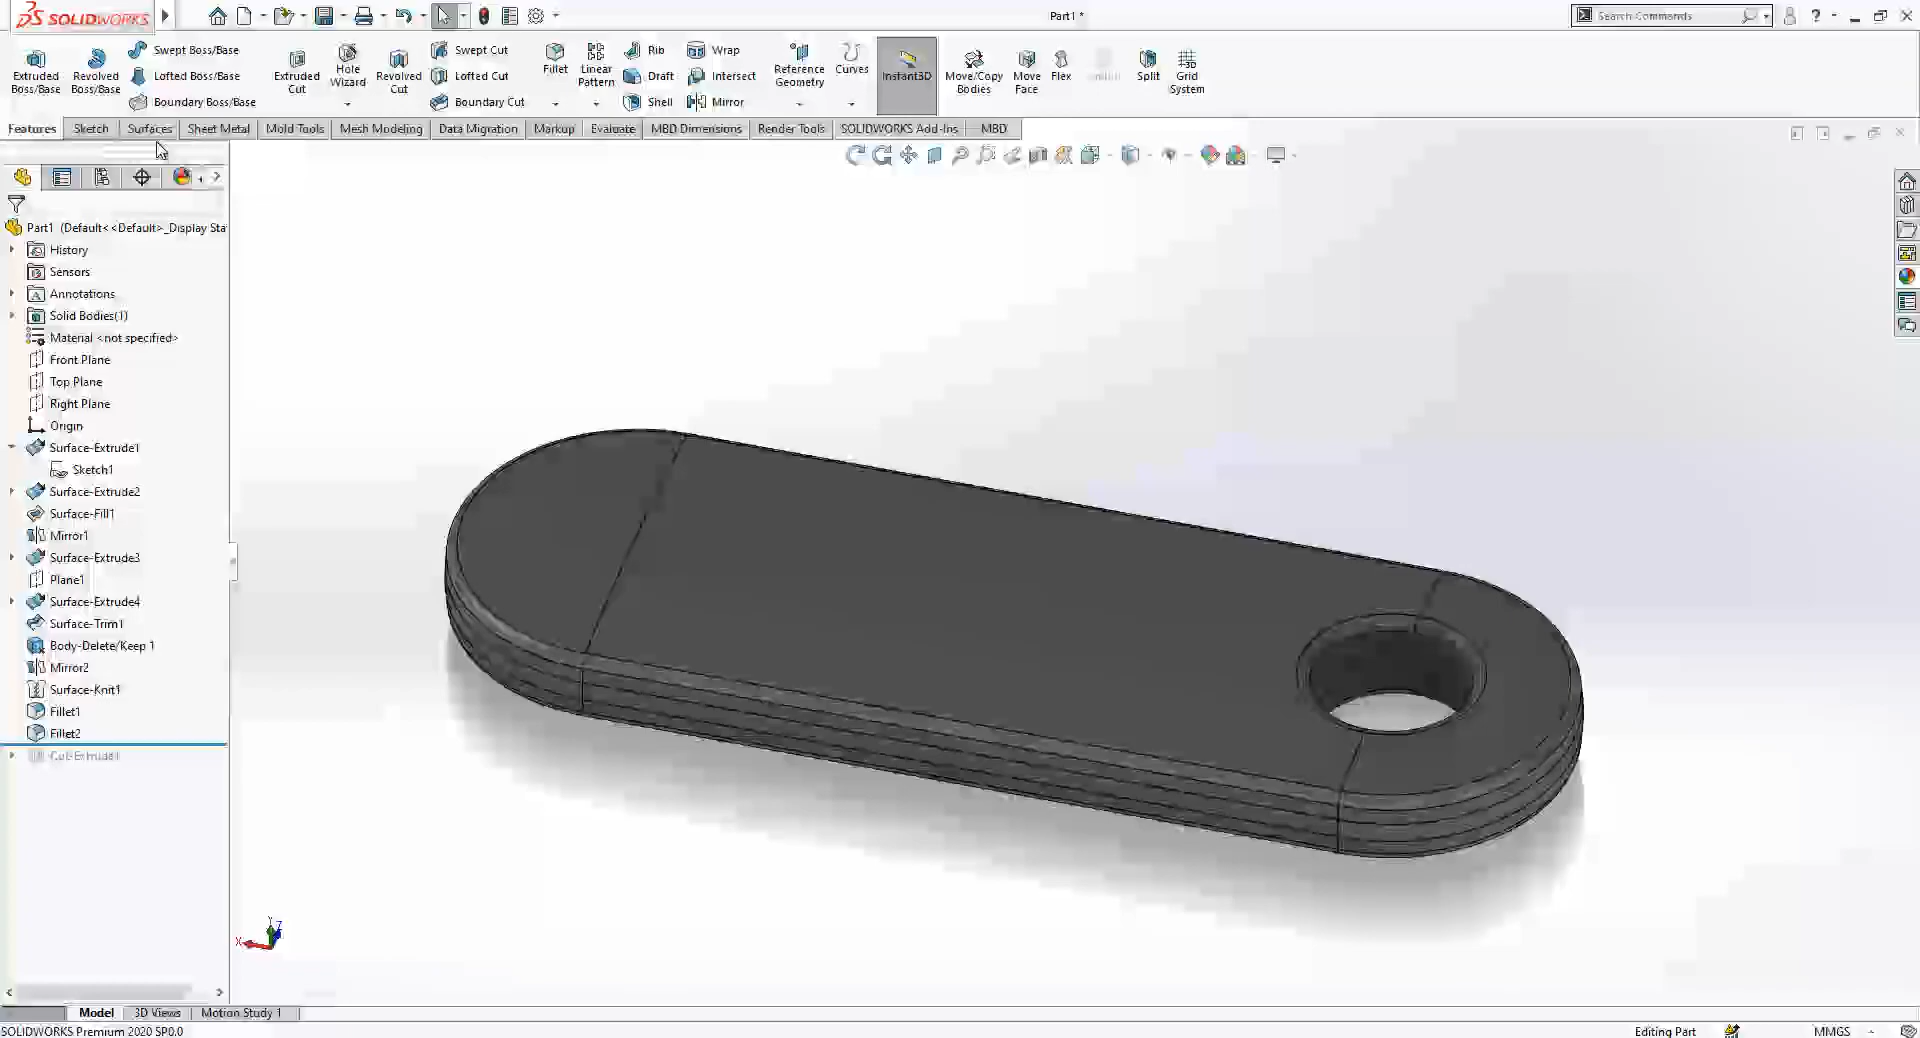 SOLIDWORKS
Part1 *
Search Commands
Extruded Boss/Base
Revolved Boss/Base
Swept Boss/Base
Lofted Boss/Base
Boundary Boss/Base
Extruded Cut
Hole Wizard
Revolved Cut
Swept Cut
Lofted Cut
Boundary Cut
Fillet
Linear Pattern
Rib
Draft
Shell
Wrap
Intersect
Mirror
Reference Geometry
Curves
Instant3D
Move/Copy Bodies
Move Face
Flex
Split
Grid System
Features
Sketch
Surfaces
Sheet Metal
Mold Tools
Mesh Modeling
Data Migration
Markup
Evaluate
MBD Dimensions
Render Tools
SOLIDWORKS Add-Ins
MBD
Part1 (Default<<Default>_Display Sta
History
Sensors
Annotations
Solid Bodies(1)
Material <not specified>
Front Plane
Top Plane
Right Plane
Origin
Surface-Extrude1
Sketch1
Surface-Extrude2
Surface-Fill1
Mirror1
Surface-Extrude3
Plane1
Surface-Extrude4
Surface-Trim1
Body-Delete/Keep 1
Mirror2
Surface-Knit1
Fillet1
Fillet2
Cut-Extrude1
Y
Z
X
Model
3D Views
Motion Study 1
SOLIDWORKS Premium 2020 SP0.0
Editing Part
MMGS